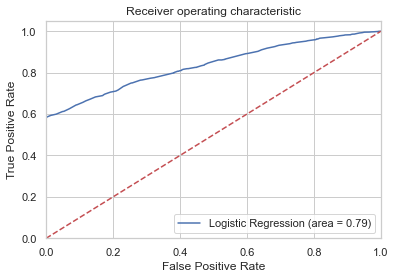 Receiver operating characteristic
True Positive Rate
1.0
0.8
0.6
0.4
0.2
0.0
Logistic Regression (area = 0.79)
0.0 0.2 0.4 0.6 0.8 1.0
False Positive Rate